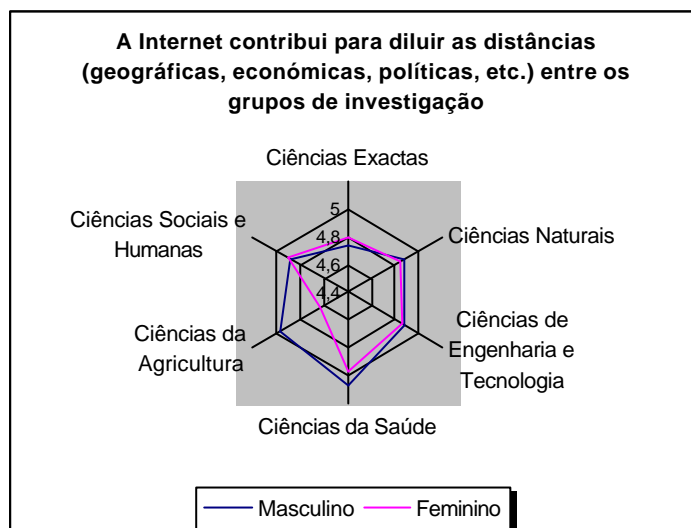 A Internet contribui para diluir as distâncias
(geográficas, económicas, políticas, etc.) entre os
grupos de investigação
Ciências Exactas
5
4,8
4,6
4,4
Ciências Sociais e
Humanas
Ciências Naturais
Ciências da
Agricultura
Ciências de
Engenharia e
Tecnologia
Ciências da Saúde
Masculino
Feminino